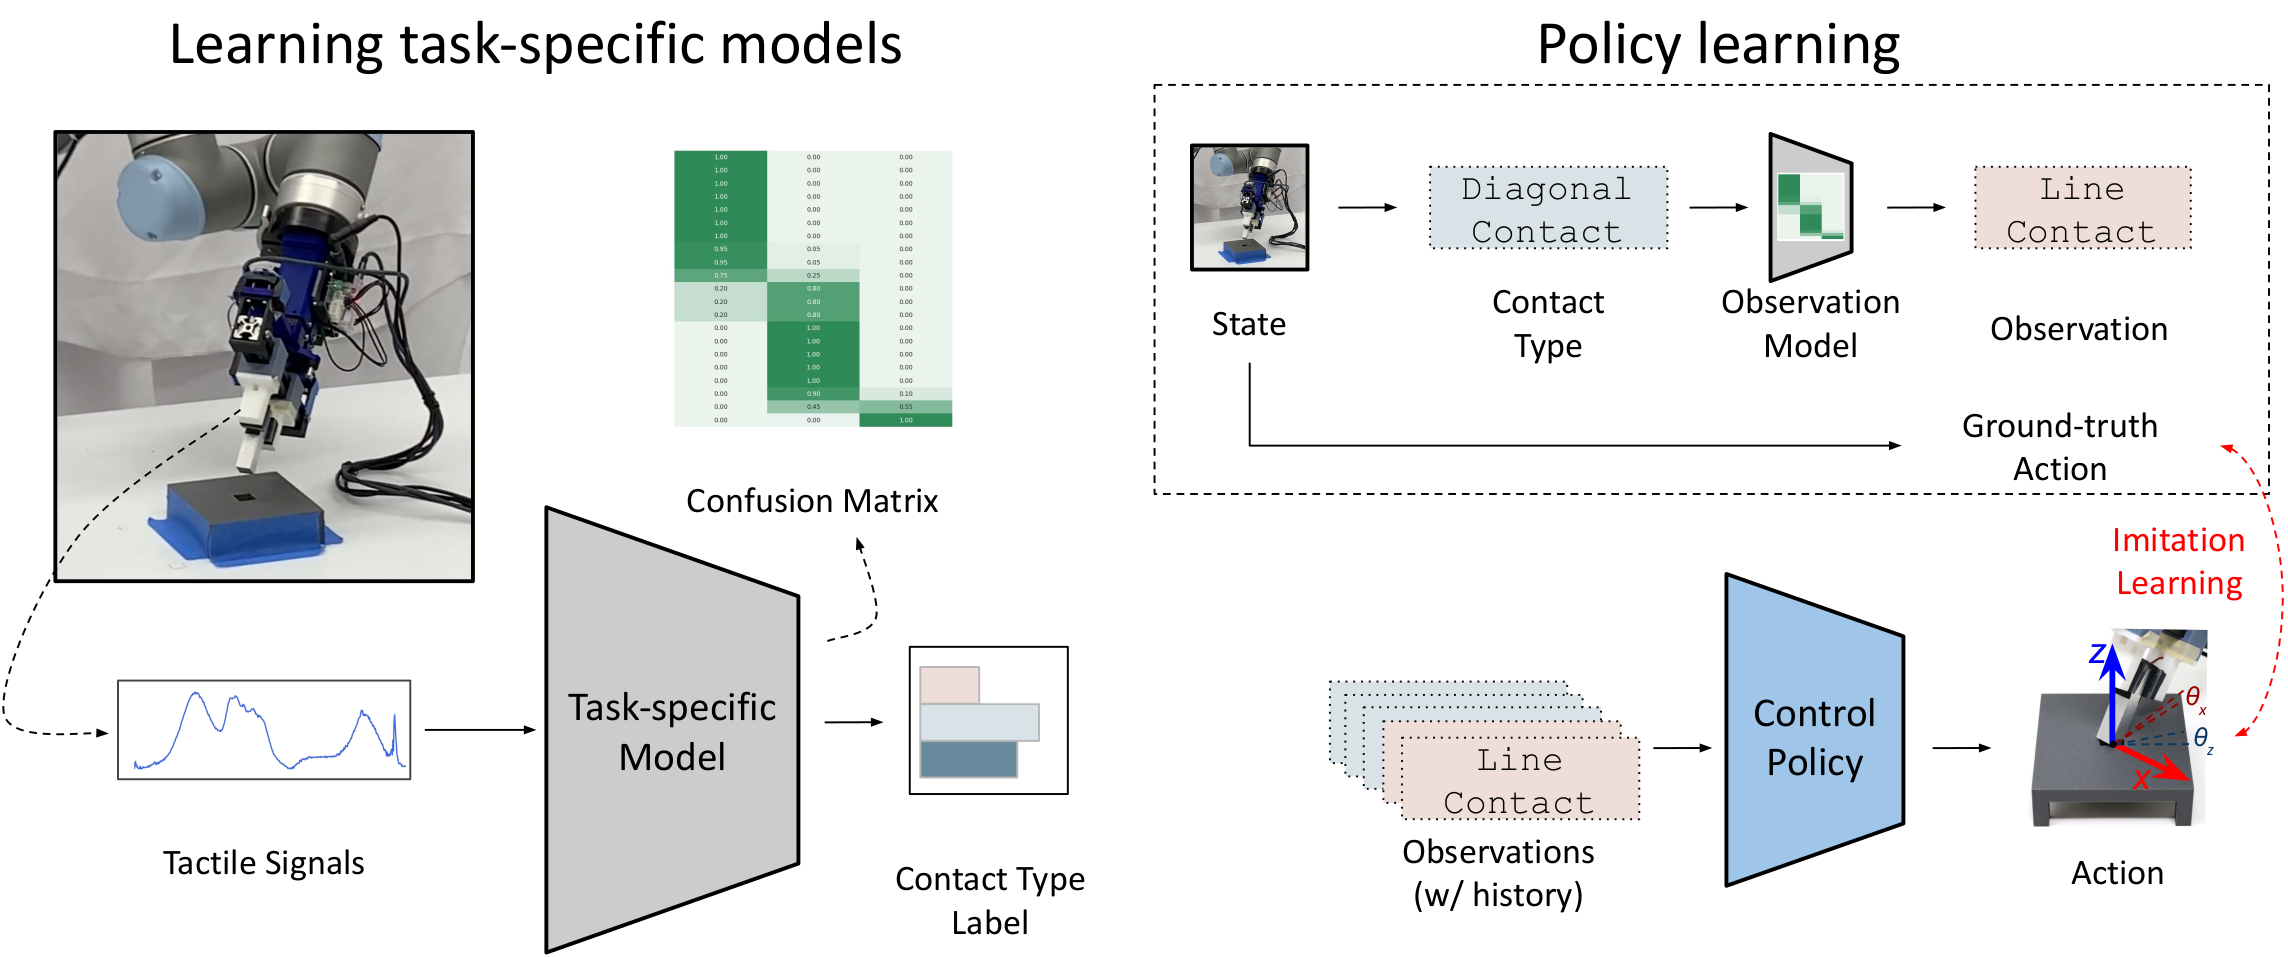 Learning task-specific models
Policy learning
1.00 0.00 0.00
1.00 0.00 0.00
1.00 0.00 0.00
1.00 0.00 0.00
1.00 0.00 0.00
1.00 0.00 0.00
1.00 0.00 0.00
0.95 0.05 0.00
0.95 0.05 0.00
0.75 0.25 0.00
0.20 0.80 0.00
0.20 0.80 0.00
0.20 0.80 0.00
0.00 1.00 0.00
0.00 1.00 0.00
0.00 1.00 0.00
0.00 1.00 0.00
0.00 1.00 0.00
0.00 0.90 0.10
0.00 0.45 0.55
0.00 0.00 1.00
Confusion Matrix
Task-specific
Model
Tactile Signals
Contact Type
Label
State
Diagonal
Contact
Contact
Type
Observation
Model
Line
Contact
Observation
Ground-truth
Action
Imitation
Learning
Line
Contact
Observations
(w/ history)
Control
Policy
z
θx
θz
x
Action